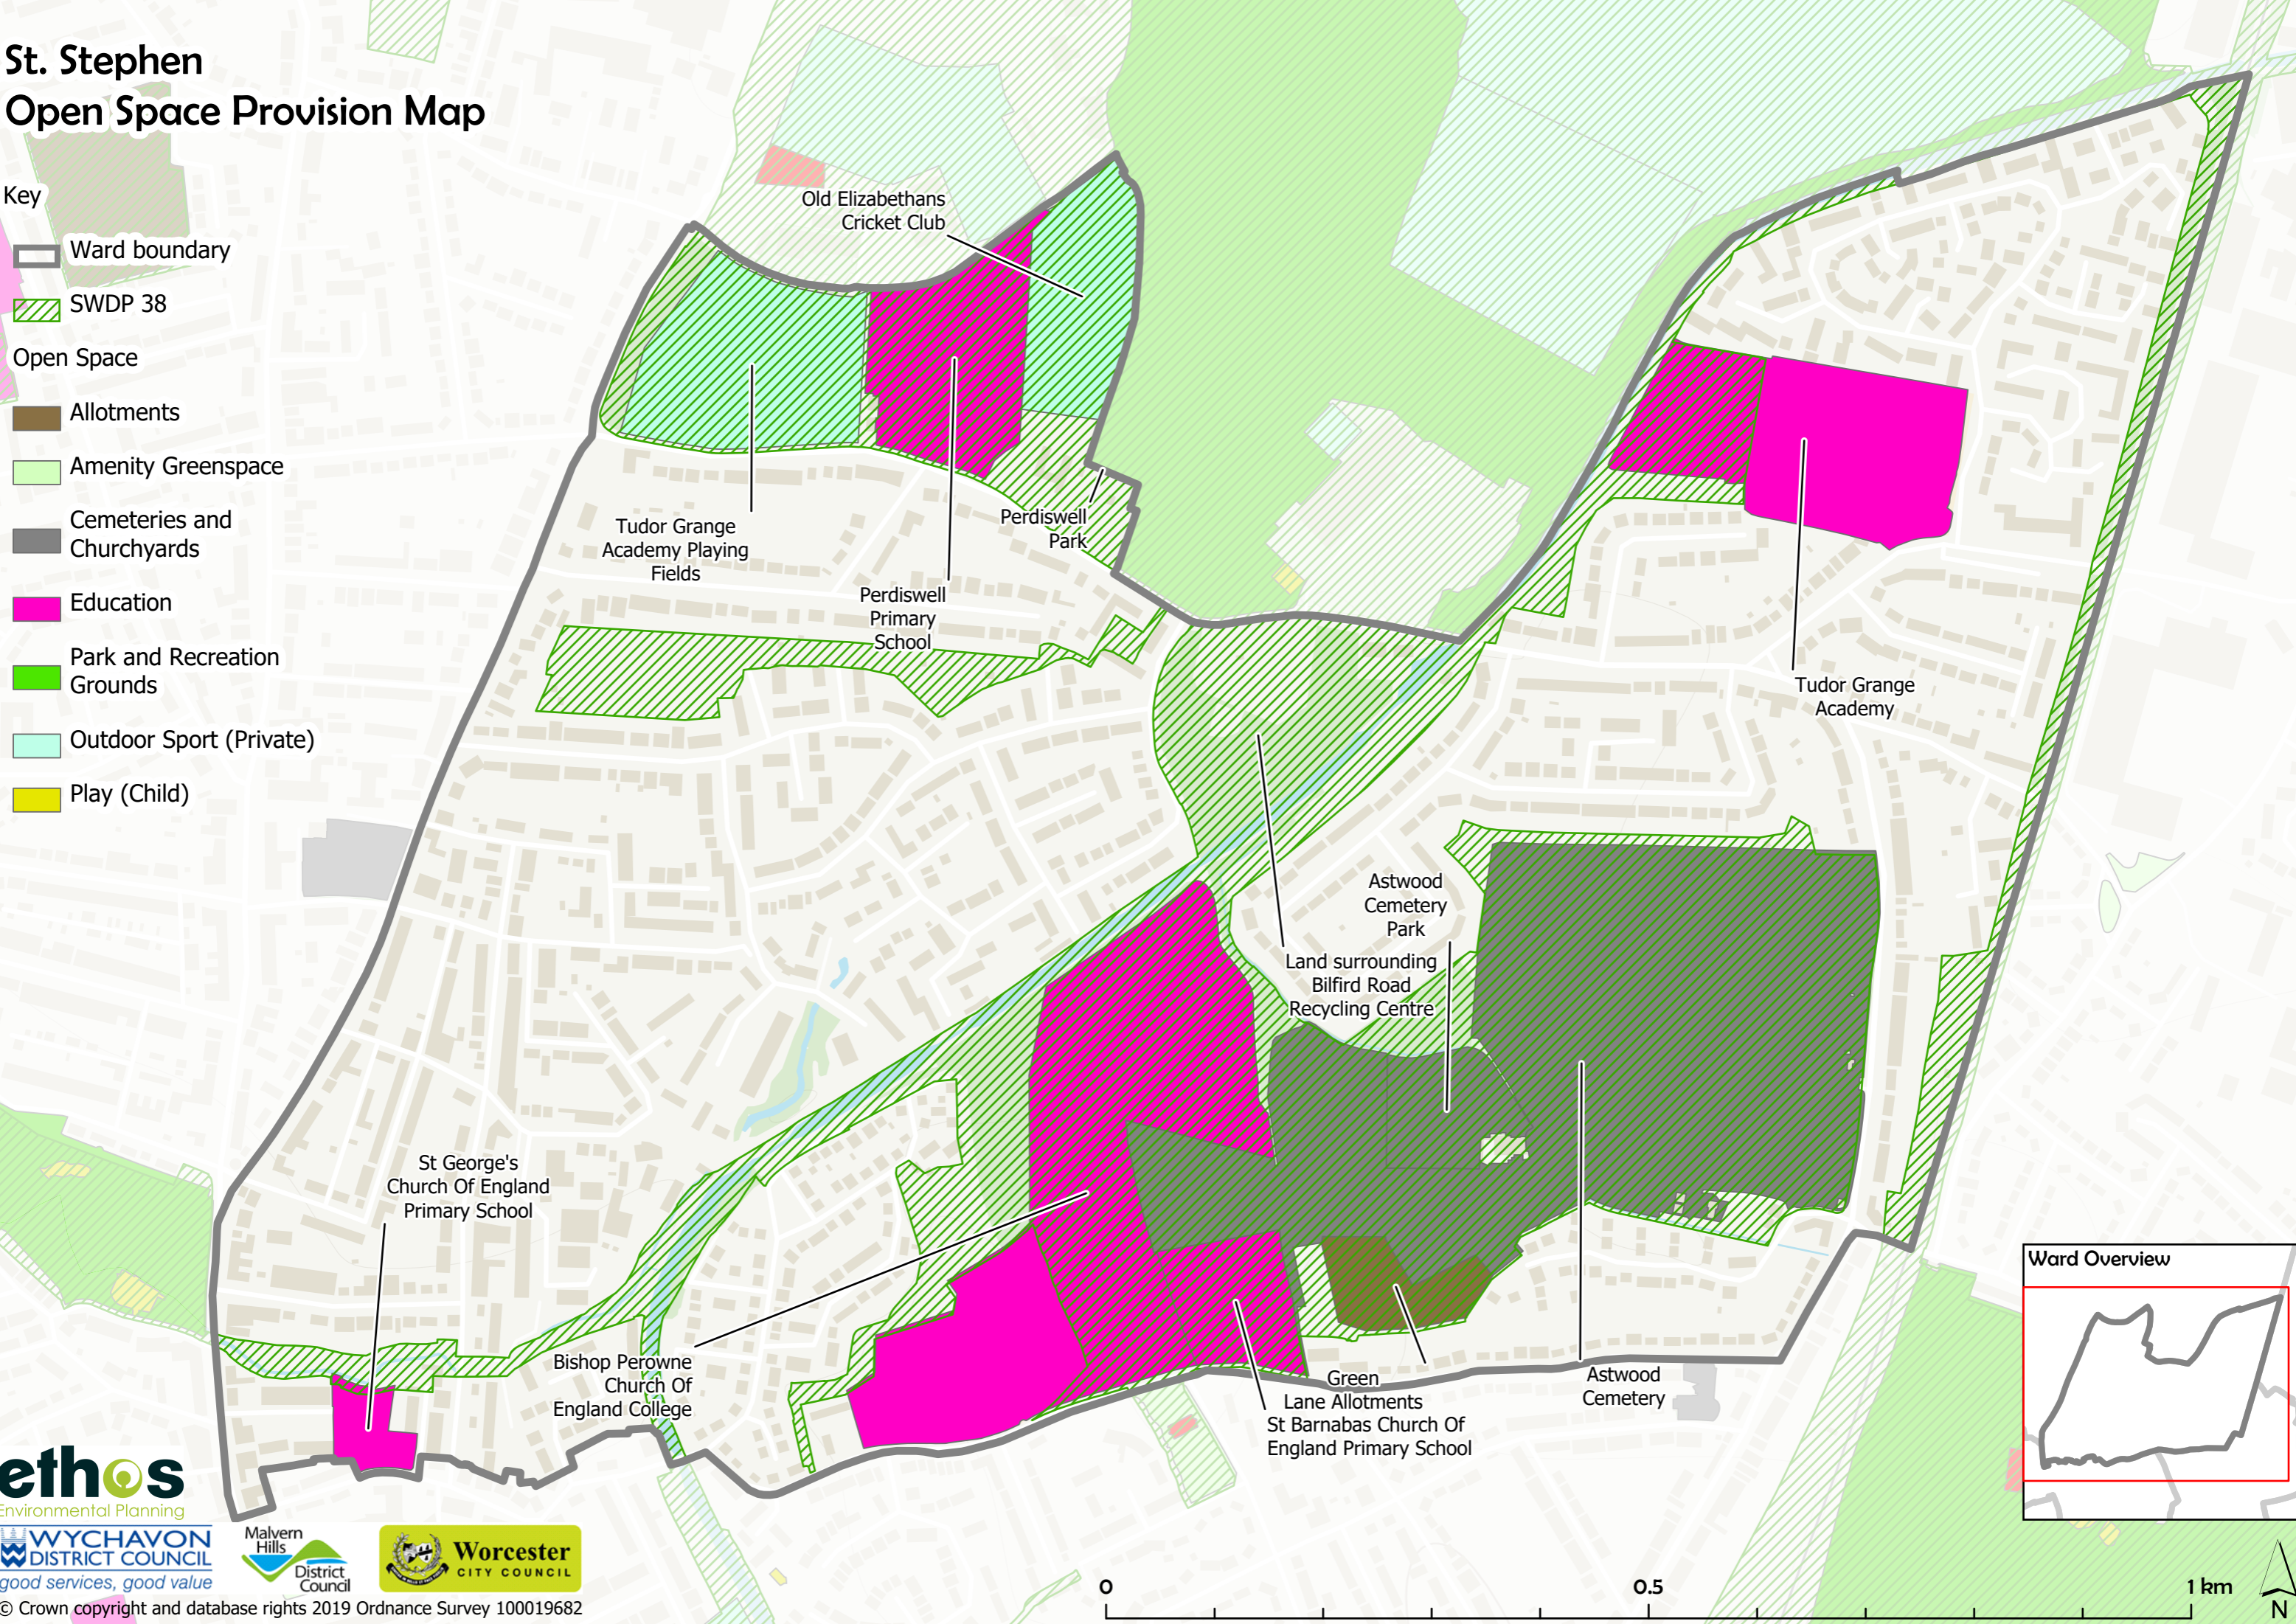 St. Stephen
Open Space Provision Map
Key
Ward boundary
SWDP 38
Open Space
Allotments
Amenity Greenspace
Cemeteries and
Churchyards
Education
Park and Recreation
Grounds
Outdoor Sport (Private)
Play (Child)
Old Elizabethans
Cricket Club
Tudor Grange
Academy Playing
Fields
Perdiswell
Park
Perdiswell
Primary
School
Tudor Grange
Academy
Astwood
Cemetery
Park
Land surrounding
Bilfird Road
Recycling Centre
St George's
Church Of England
Primary School
Bishop Perowne
Church Of
England College
Green
Lane Allotments
St Barnabas Church Of
England Primary School
Astwood
Cemetery
Ward Overview
ethos
Environmental Planning
WYCHAVON
DISTRICT COUNCIL
good services, good value
Malvern
Hills
District
Council
Worcester
CITY COUNCIL
© Crown copyright and database rights 2019 Ordnance Survey 100019682
0 0.5 1 km
N